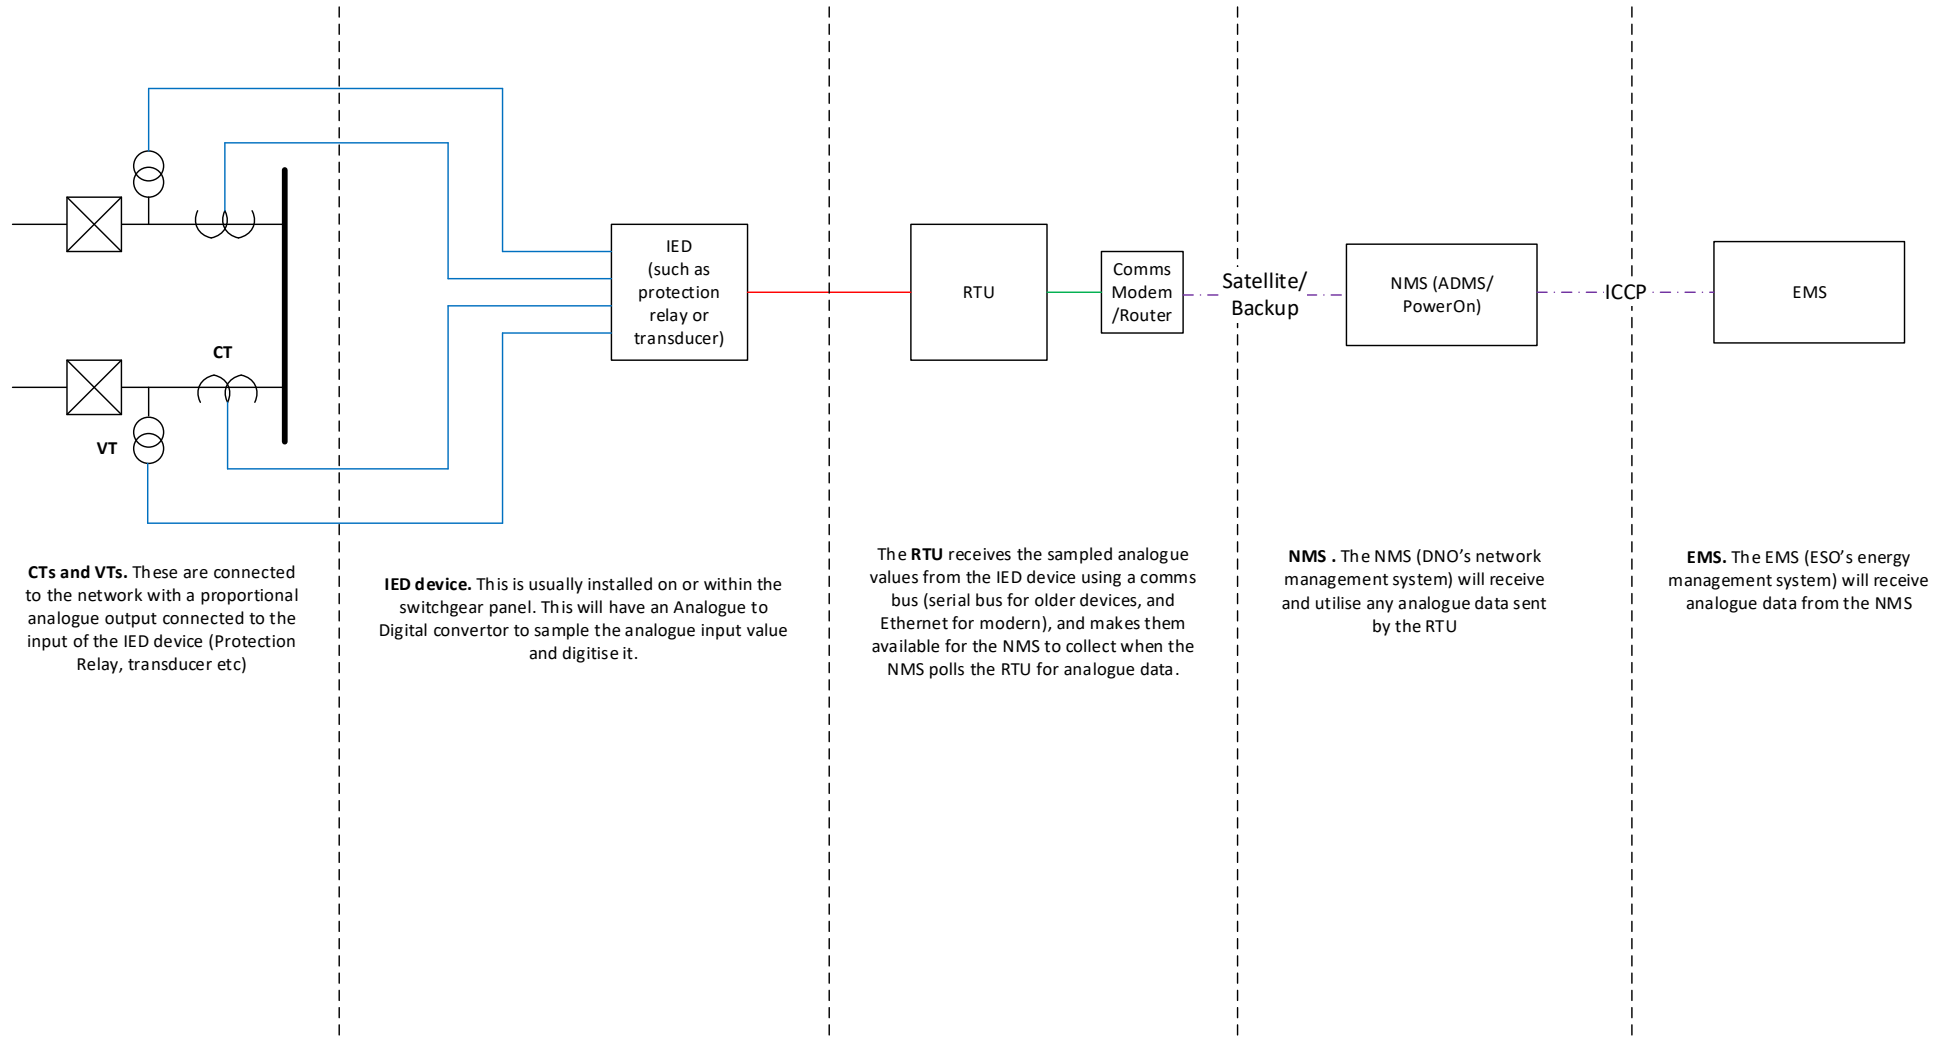 CT
VT
IED
(such as
protection
relay or
transducer)
RTU
Comms
Modem
/Router
Satellite/
Backup
NMS (ADMS/
PowerOn)
ICCP
EMS
CTs and VTs. These are connected
to the network with a proportional
analogue output connected to the
input of the IED device (Protection
Relay, transducer etc)
IED device. This is usually installed on or within the
switchgear panel. This will have an Analogue to
Digital convertor to sample the analogue input value
and digitise it.
The RTU receives the sampled analogue
values from the IED device using a comms
bus (serial bus for older devices, and
Ethernet for modern), and makes them
available for the NMS to collect when the
NMS polls the RTU for analogue data.
NMS . The NMS (DNO’s network
management system) will receive
and utilise any analogue data sent
by the RTU
EMS. The EMS (ESO’s energy
management system) will receive
analogue data from the NMS